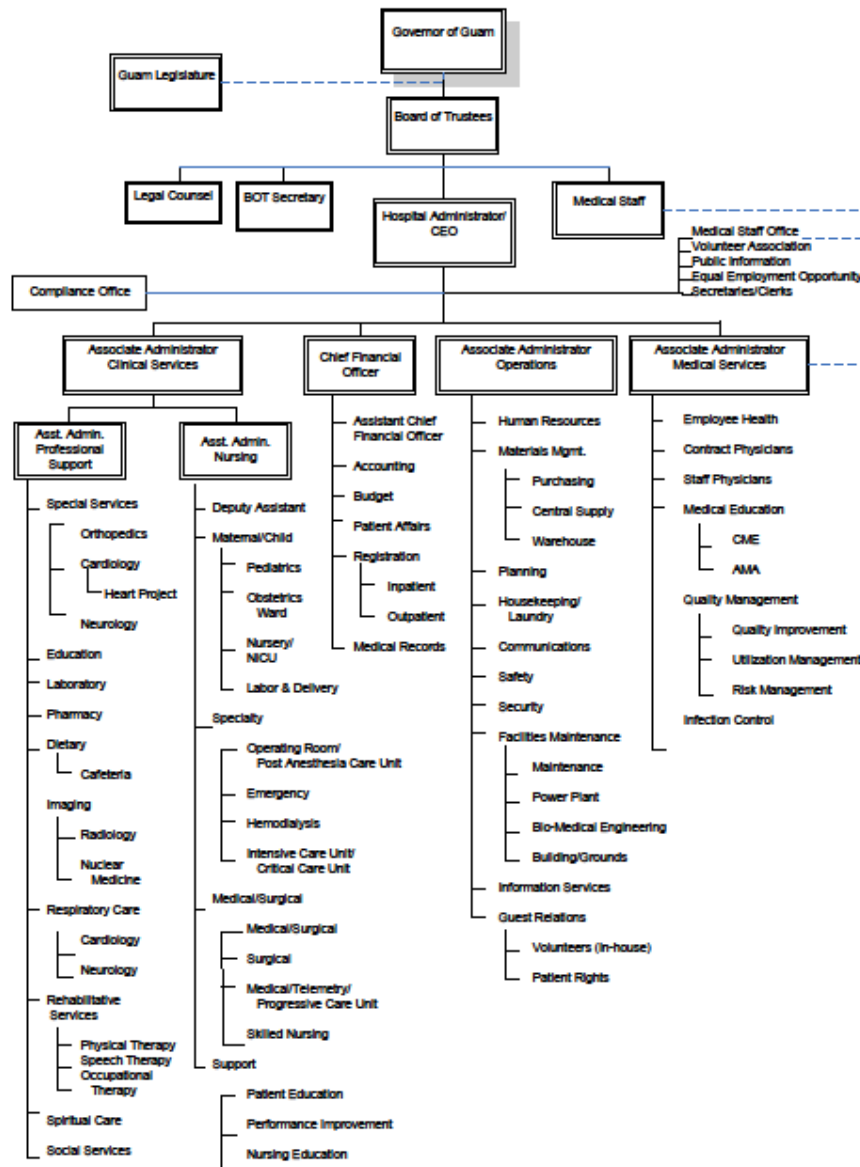 Governor of Guam
Guam Legislature
Board of Trustees
Legal Counsel
BOT Secretary
Hospital Administrator/
CEO
Medical Staff
Medical Staff Office
Volunteer Association
Public Information
Equal Employment Opportunity
Secretaries/Clerks
Compliance Office
Associate Administrator
Clinical Services
Chief Financial
Officer
Associate Administrator
Operations
Associate Administrator
Medical Services
Asst. Admin.
Professional
Support
Special Services
Orthopedics
Cardiology
Heart Project
Neurology
Education
Laboratory
Pharmacy
Dietary
Cafeteria
Imaging
Radiology
Nuclear
Medicine
Respiratory Care
Cardiology
Neurology
Rehabilitative
Services
Physical Therapy
Speech Therapy
Occupational
Therapy
Spiritual Care
Social Services
Asst. Admin.
Nursing
Deputy Assistant
Maternal/Child
Pediatrics
Obstetrics
Ward
Nursery/
NICU
Labor & Delivery
Specialty
Operating Room/
Post Anesthesia Care Unit
Emergency
Hemodialysis
Intensive Care Unit/
Critical Care Unit
Medical/Surgical
Medical/Surgical
Surgical
Medical/Telemetry/
Progressive Care Unit
Skilled Nursing
Support
Patient Education
Performance Improvement
Nursing Education
Assistant Chief
Financial Officer
Accounting
Budget
Patient Affairs
Registration
Inpatient
Outpatient
Medical Records
Human Resources
Materials Mgmt.
Purchasing
Central Supply
Warehouse
Planning
Housekeeping/
Laundry
Communications
Safety
Security
Facilities Maintenance
Maintenance
Power Plant
Bio-Medical Engineering
Building/Grounds
Information Services
Guest Relations
Volunteers (In-house)
Patient Rights
Employee Health
Contract Physicians
Staff Physicians
Medical Education
CME
AMA
Quality Management
Quality Improvement
Utilization Management
Risk Management
Infection Control